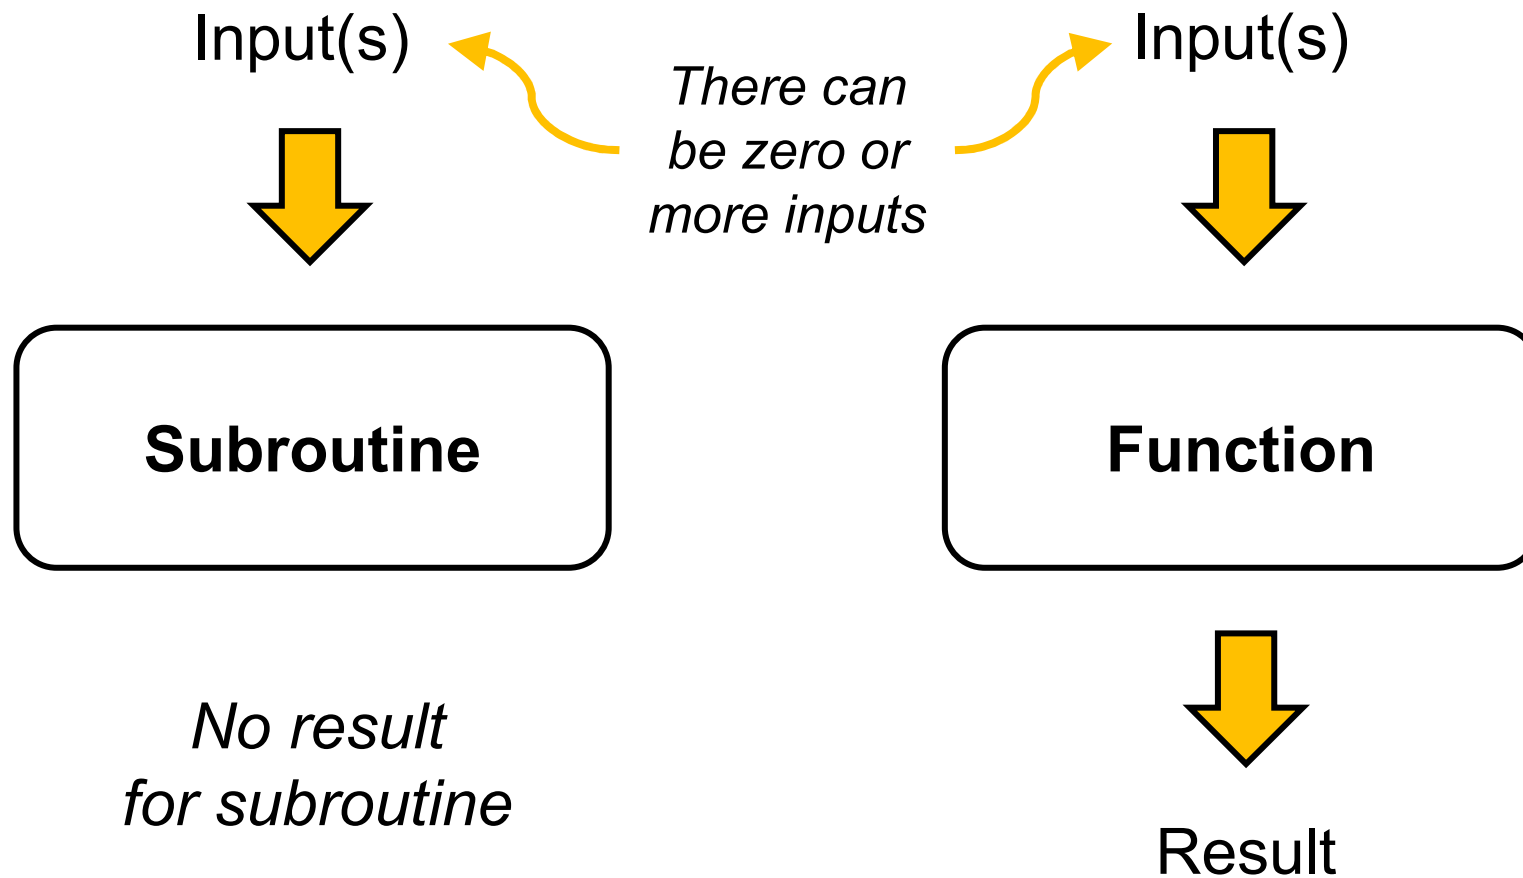 Input(s)
There can
be zero or
more inputs
Input(s)
Subroutine
Function
No result
for subroutine
Result